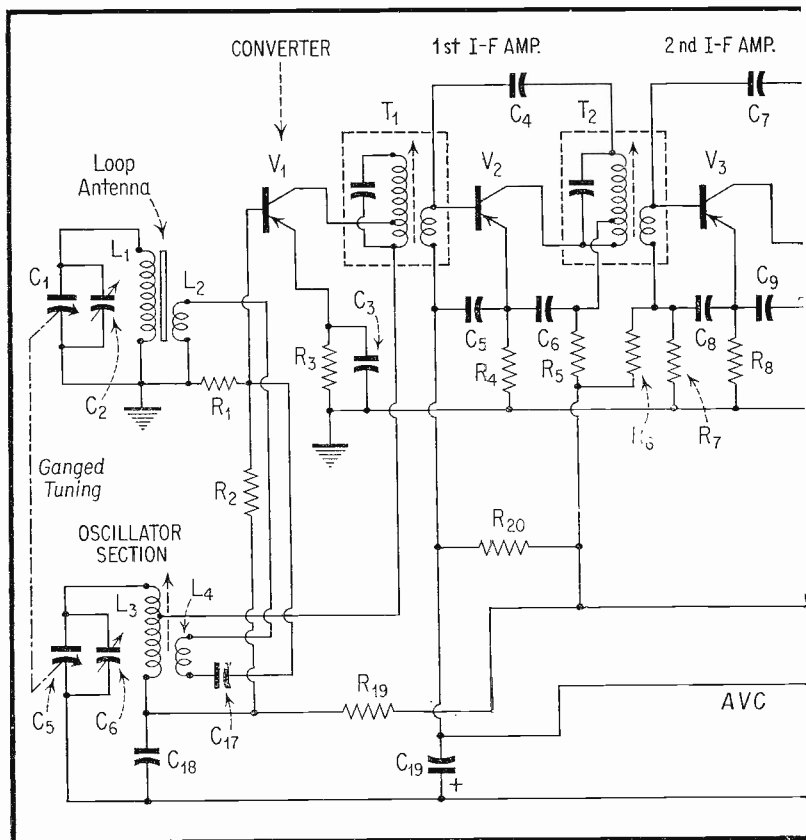 CONVERTER
1st I-F AMP.
2nd I-F AMP.
C4
C7
T1
T2
Loop
Antenna
V1
V2
V3
L1
L2
C1
C2
C3
C5
C6
C8
C9
R1
R3
R4
R5
R7
R8
Ganged
Tuning
R2
OSCILLATOR
SECTION
R20
L3
L4
C5
C6
C17
R19
AVC
C18
C19
+